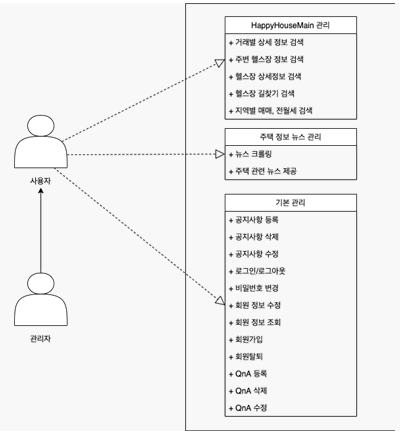 HappyHouseMain 관리
+ 거래별 상세 정보 검색
+ 주변 헬스장 정보 검색
+ 헬스장 상세정보 검색
+ 헬스장 길찾기 검색
+ 지역별 매매, 전월세 검색
주택 정보 뉴스 관리
+ 뉴스 크롤링
+ 주택 관련 뉴스 제공
사용자
기본 관리
+ 공지사항 등록
+ 공지사항 삭제
+ 공지사항 수정
+ 로그인/로그아웃
+ 비밀번호 변경
+ 회원 정보 수정
+ 회원 정보 조회
+ 회원가입
+ 회원탈퇴
+ QnA 등록
+ QnA 삭제
+ QnA 수정
관리자